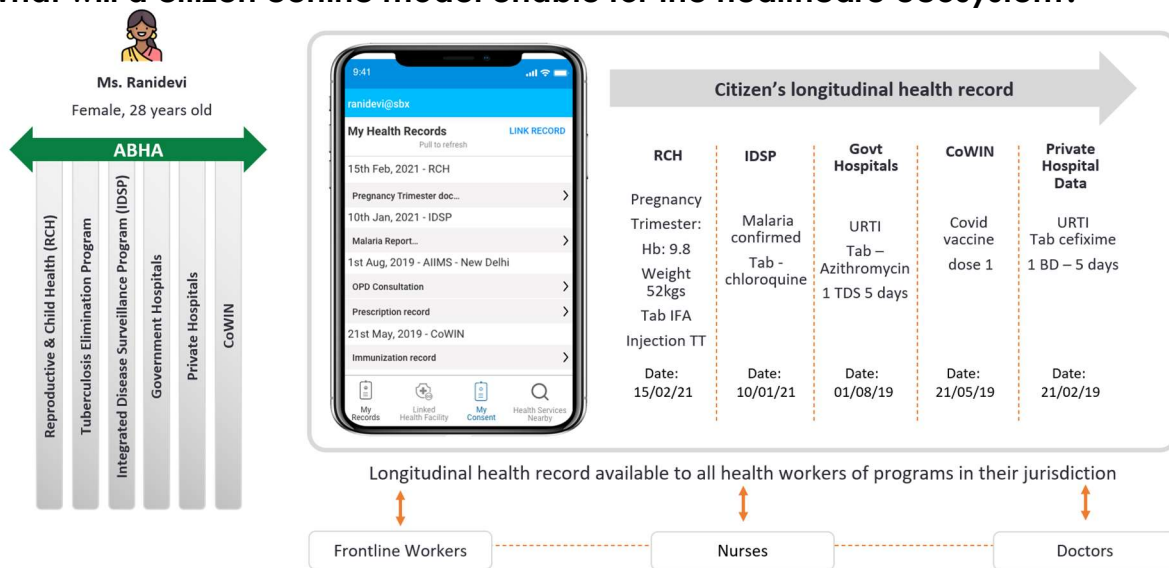 what will a Citizen Centric model enable for the healthcare ecosystem?
Ms. Ranidevi
Female, 28 years old
ABHA
Reproductive & Child Health (RCH)
Tuberculosis Elimination Program
Integrated Disease Surveillance Program (IDSP)
Government Hospitals
Private Hospitals
CoWIN
9:41
ranidevi@sbx
My Health Records
LINK RECORD
Pull to refresh
15th Feb, 2021 - RCH
Pregnancy Trimester doc...
10th Jan, 2021 - IDSP
Malaria Report...
1st Aug, 2019 - AIIMS - New Delhi
OPD Consultation
Prescription record
21st May, 2019 - CoWIN
Immunization record
My
Records
Linked
Health Facility
My
Consent
Health Services
Nearby
Citizen's longitudinal health record
RCH
Pregnancy
Trimester:
Hb: 9.8
Weight
52kgs
Tab IFA
Injection TT
Date:
15/02/21
IDSP
Malaria
confirmed
Tab -
chloroquine
Date:
10/01/21
Govt
Hospitals
URTI
Tab –
Azithromycin
1 TDS 5 days
Date:
01/08/19
CoWIN
Covid
vaccine
dose 1
Date:
21/05/19
Private
Hospital
Data
URTI
Tab cefixime
1 BD – 5 days
Date:
21/02/19
Longitudinal health record available to all health workers of programs in their jurisdiction
Frontline Workers
Nurses
Doctors